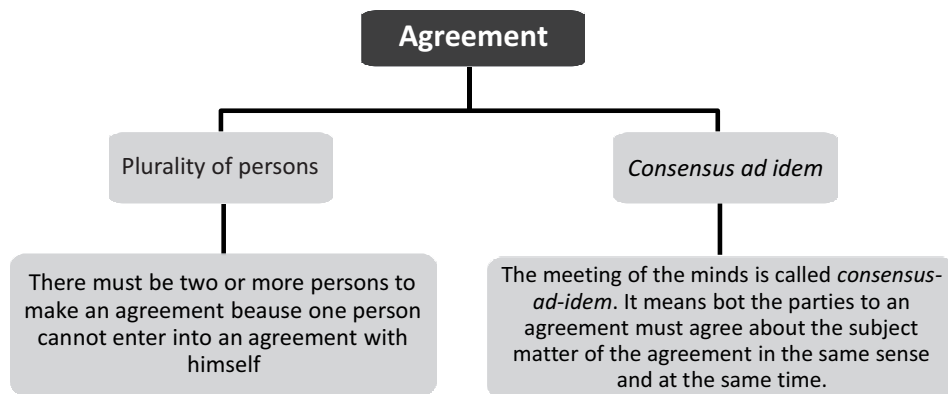 Agreement
Plurality of persons
Consensus ad idem
There must be two or more persons to
make an agreement beause one person
cannot enter into an agreement with
himself
The meeting of the minds is called consensus-
ad-idem. It means bot the parties to an
agreement must agree about the subject
matter of the agreement in the same sense
and at the same time.